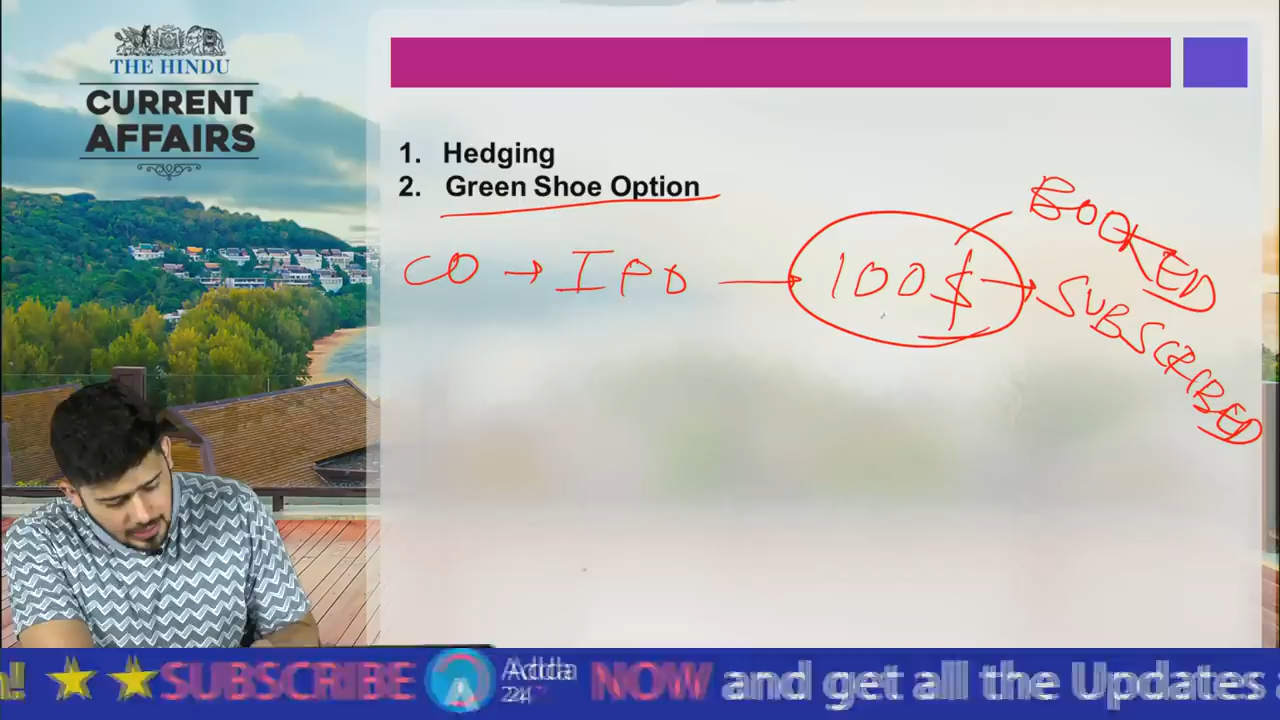 THE HINDU
CURRENT
AFFAIRS
1. Hedging
2. Green Shoe Option
CO → IPO — 100$ → SUBSCRIBED
BOOKED
! ★ ★ SUBSCRIBE Adda 247 NOW and get all the Updates a